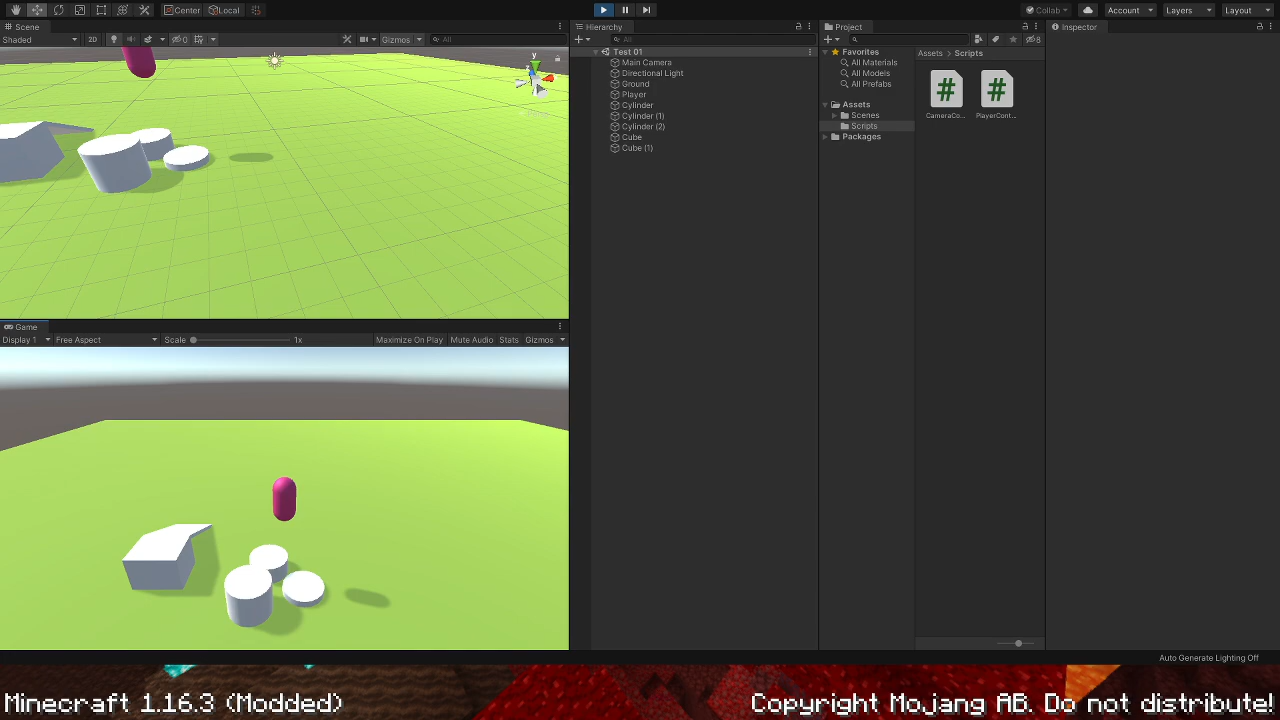 Center
Local
Collab
Account
Layers
Layout
Scene
Hierarchy
Project
Inspector
Shaded
2D
0
Gizmos
All
All
8
Test 01
Main Camera
Directional Light
Ground
Player
Cylinder
Cylinder (1)
Cylinder (2)
Cube
Cube (1)
Favorites
All Materials
All Models
All Prefabs
Assets
Scenes
Scripts
Packages
Assets > Scripts
CameraCo...
PlayerCont...
y
Game
Display 1
Free Aspect
Scale
1x
Maximize On Play
Mute Audio
Stats
Gizmos
Auto Generate Lighting Off
Minecraft 1.16.3 (Modded)
Copyright Mojang AB. Do not distribute!